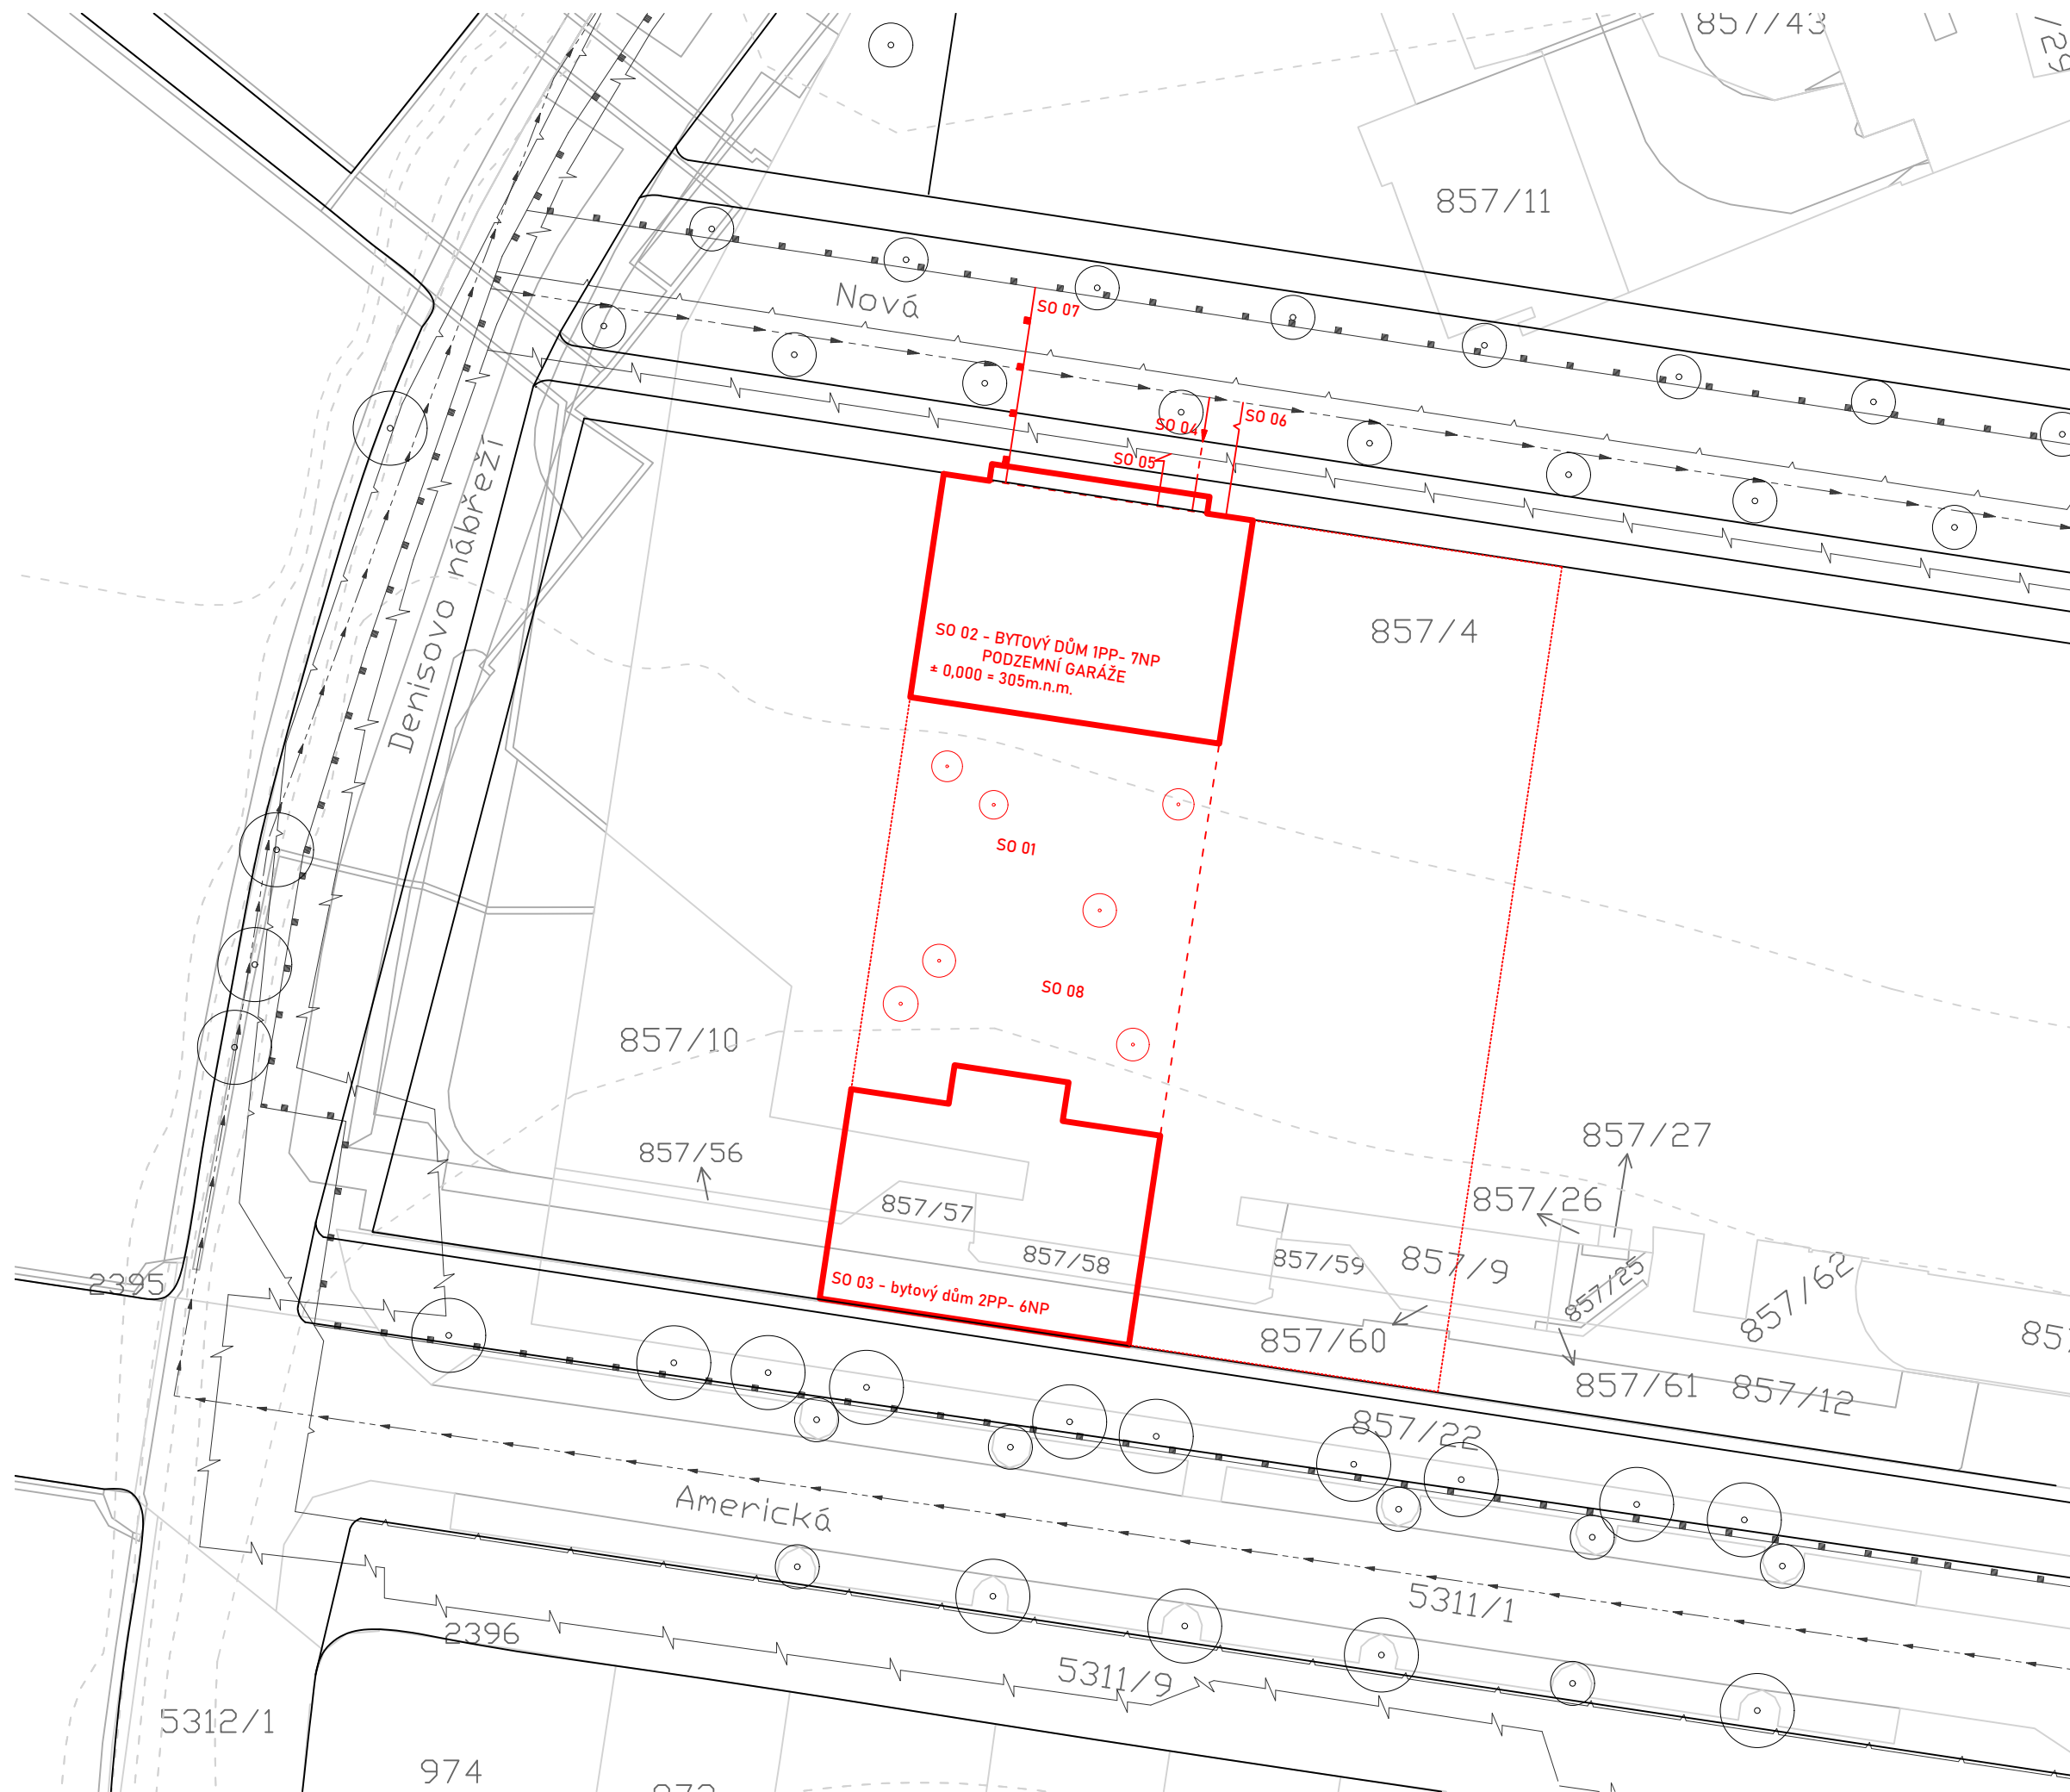 857/43
/29
857/11
Nová
SO 07
SO 04
SO 06
SO 05
Denisovo nábřeží
857/4
SO 02 - BYTOVÝ DŮM 1PP- 7NP
PODZEMNÍ GARÁŽE
± 0,000 = 305m.n.m.
SO 01
SO 08
857/10
857/56
857/57
857/58
857/59
857/9
857/27
857/26
857/25
857/62
2395
SO 03 - bytový dům 2PP- 6NP
857/60
857/61
857/12
857/22
Americká
5311/1
2396
5311/9
5312/1
974